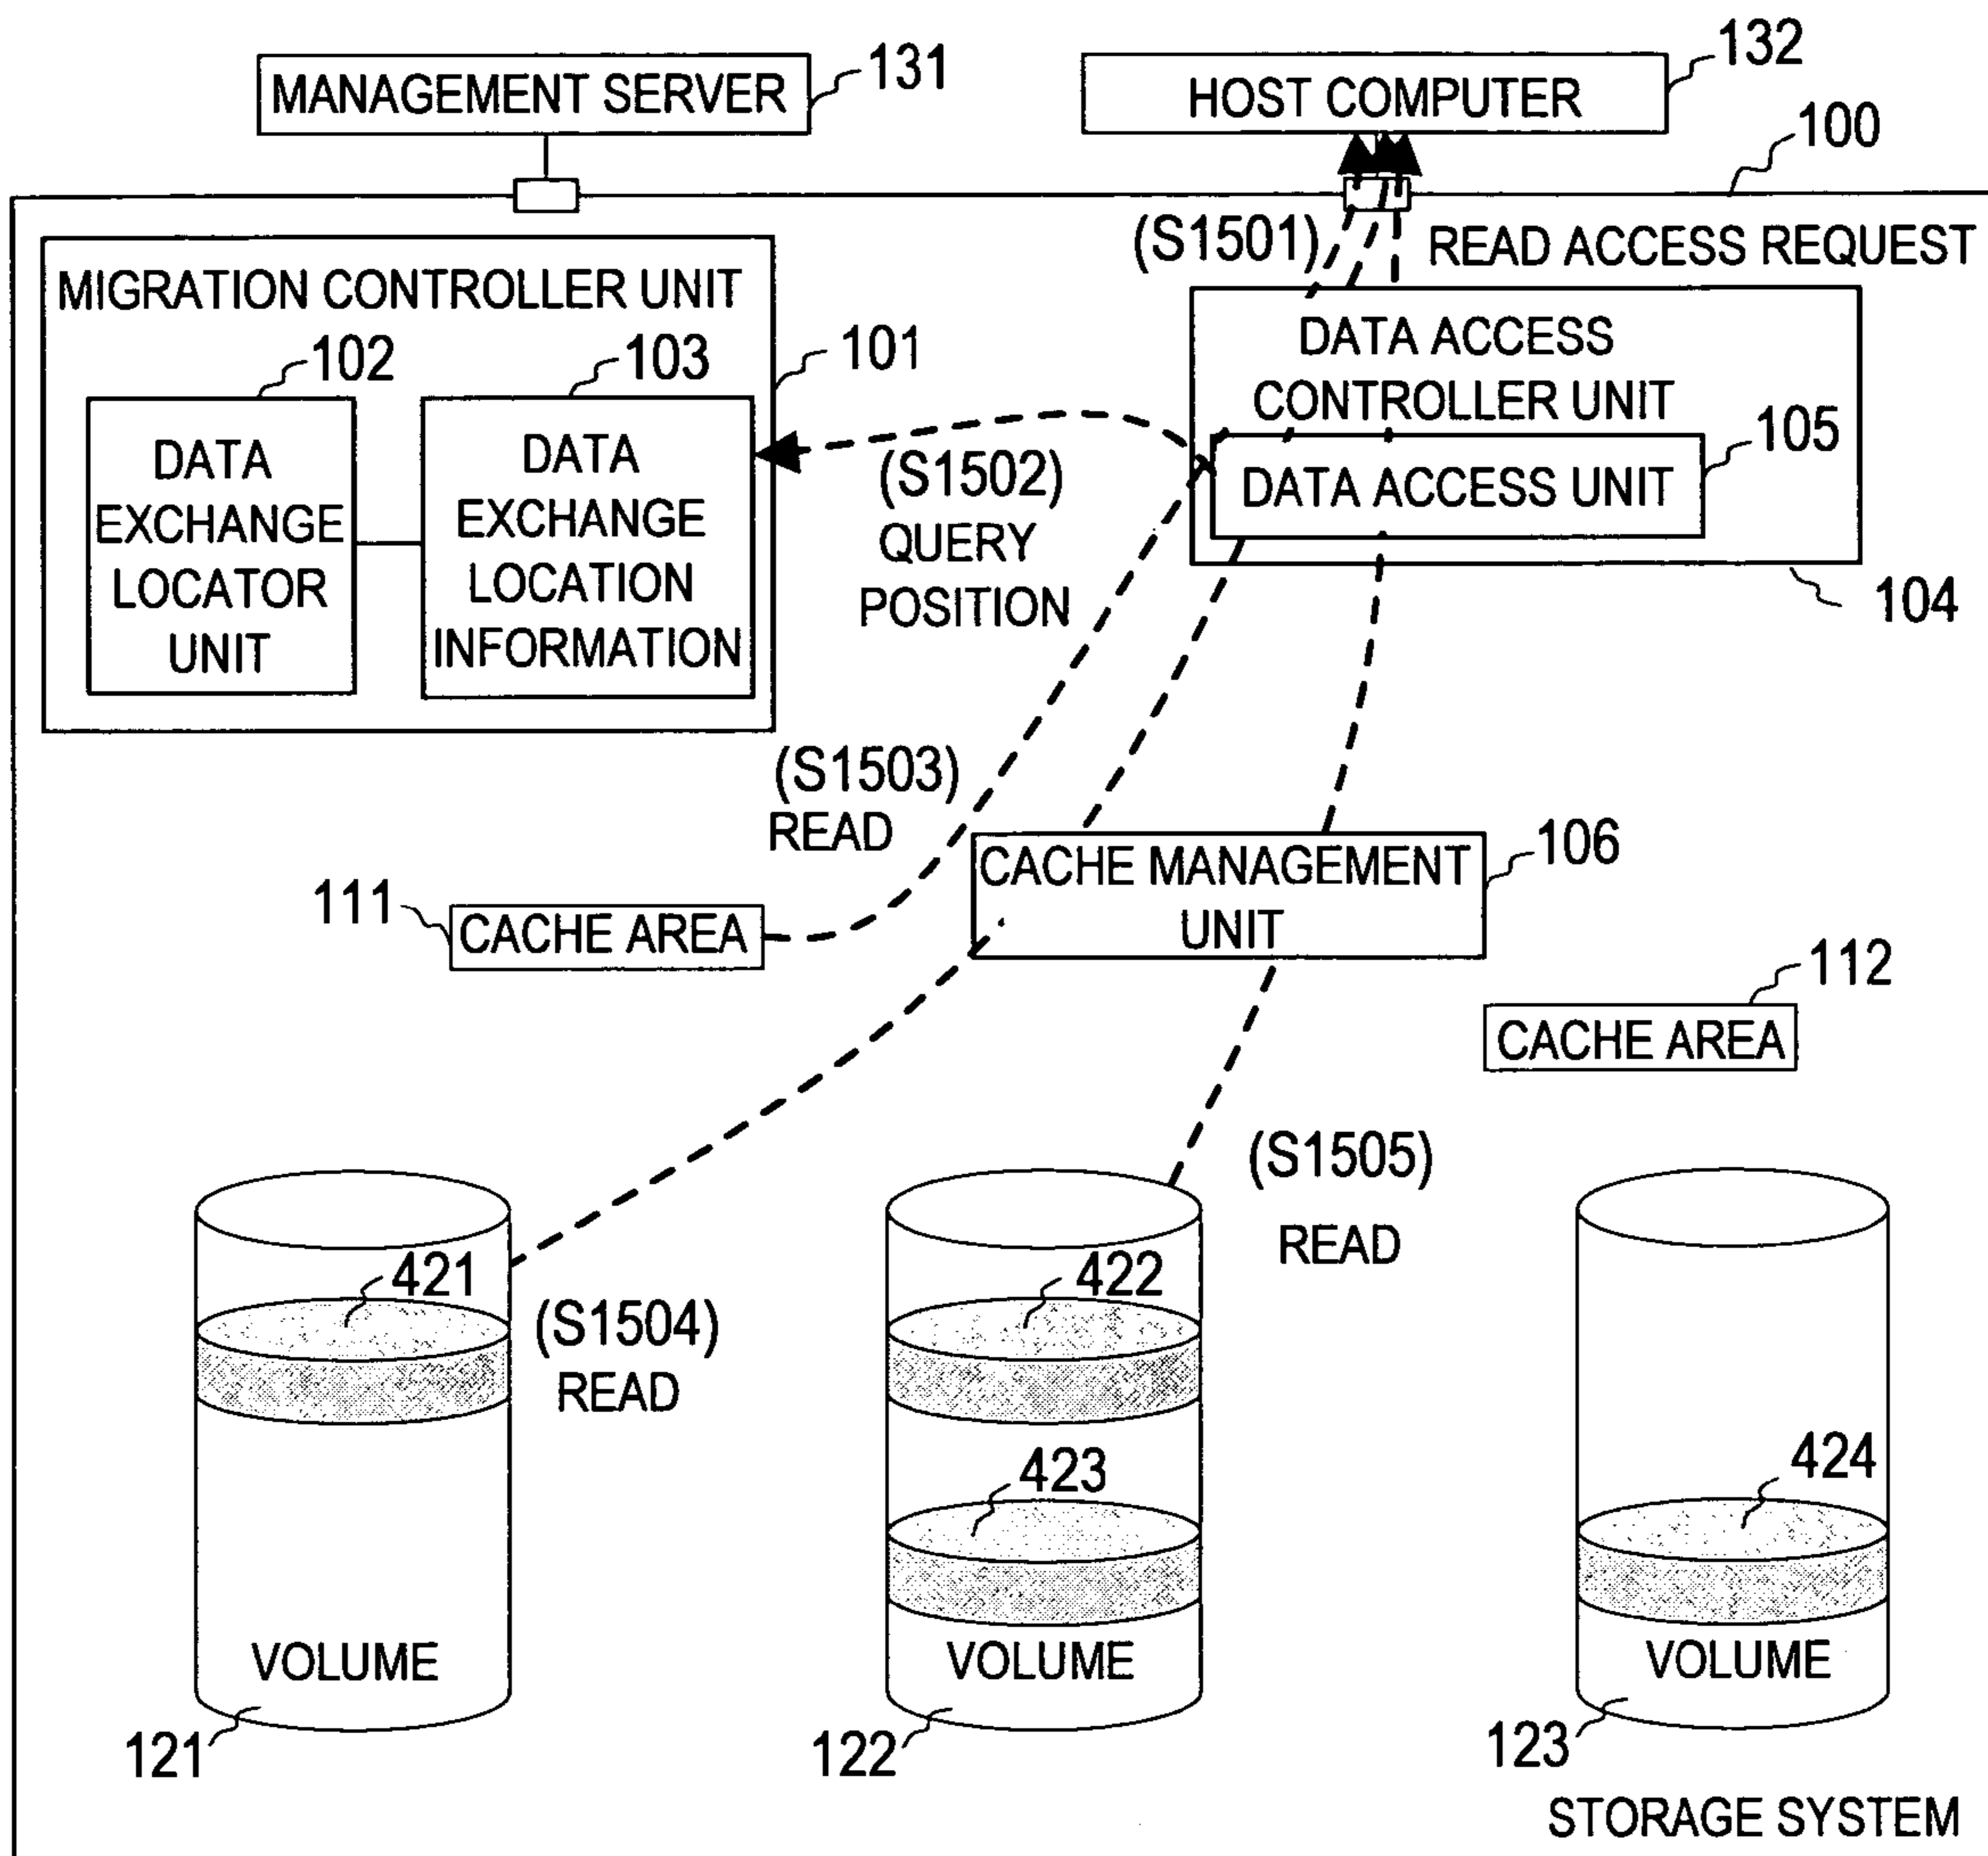 MANAGEMENT SERVER
131
HOST COMPUTER
132
100
(S1501)
READ ACCESS REQUEST
MIGRATION CONTROLLER UNIT
101
102
103
DATA
EXCHANGE
LOCATOR
UNIT
DATA
EXCHANGE
LOCATION
INFORMATION
DATA ACCESS
CONTROLLER UNIT
105
DATA ACCESS UNIT
104
(S1502)
QUERY
POSITION
(S1503)
READ
106
CACHE MANAGEMENT
UNIT
111
CACHE AREA
112
CACHE AREA
(S1505)
READ
421
(S1504)
READ
422
423
424
VOLUME
VOLUME
VOLUME
121
122
123
STORAGE SYSTEM